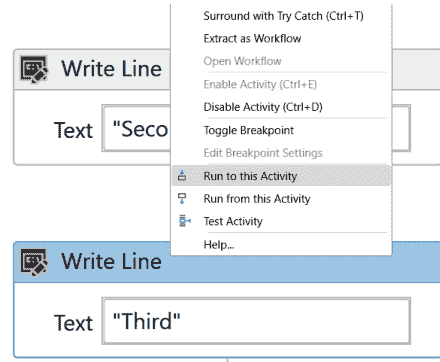 Surround with Try Catch (Ctrl+T)
Extract as Workflow
Open Workflow
Enable Activity (Ctrl+E)
Disable Activity (Ctrl+D)
Toggle Breakpoint
Edit Breakpoint Settings
Run to this Activity
Run from this Activity
Test Activity
Help...
Write Line
Text "Seco
Write Line
Text "Third"